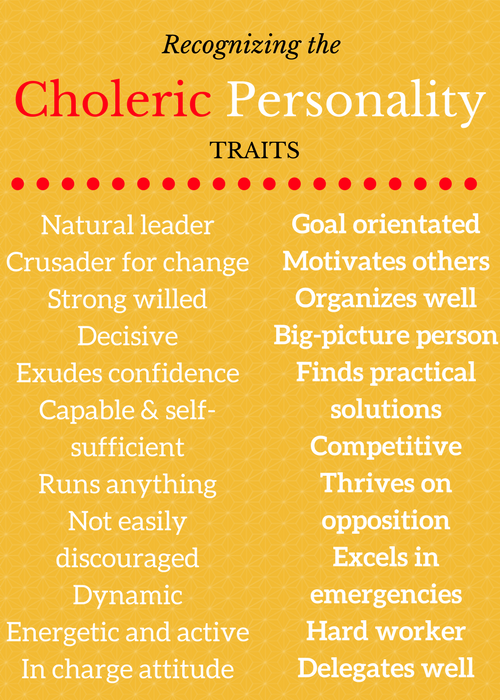 Recognizing the
Choleric Personality
TRAITS
Natural leader
Crusader for change
Strong willed
Decisive
Exudes confidence
Capable & self-
sufficient
Runs anything
Not easily
discouraged
Dynamic
Energetic and active
In charge attitude
Goal orientated
Motivates others
Organizes well
Big-picture person
Finds practical
solutions
Competitive
Thrives on
opposition
Excels in
emergencies
Hard worker
Delegates well